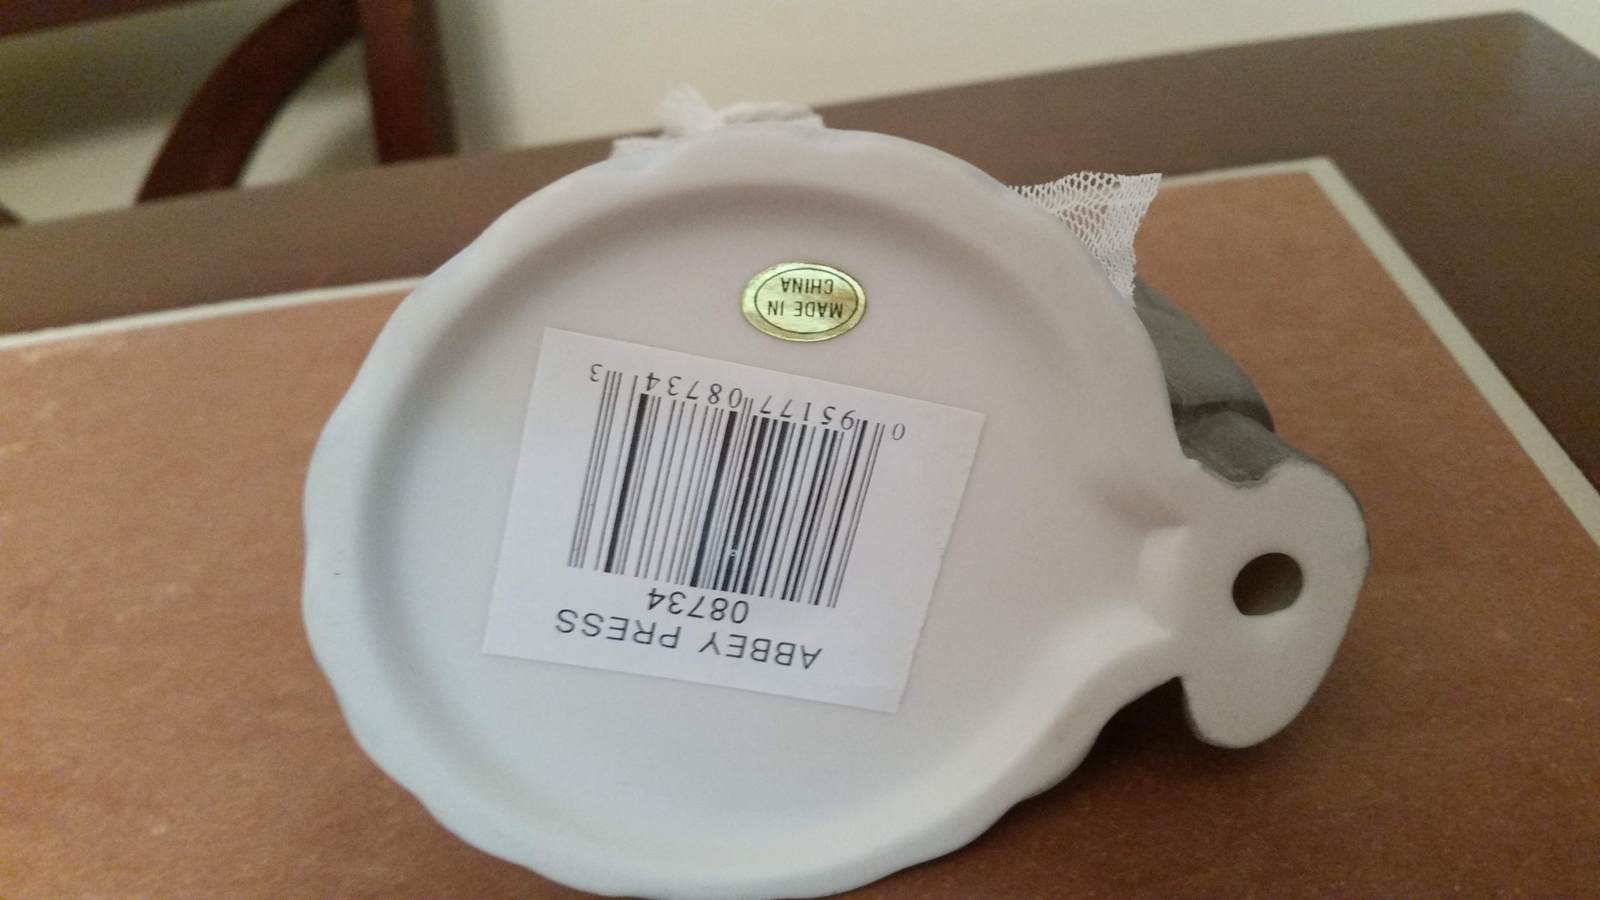 ABBEY PRESS
08734
0 95177 08734 3
MADE IN
CHINA